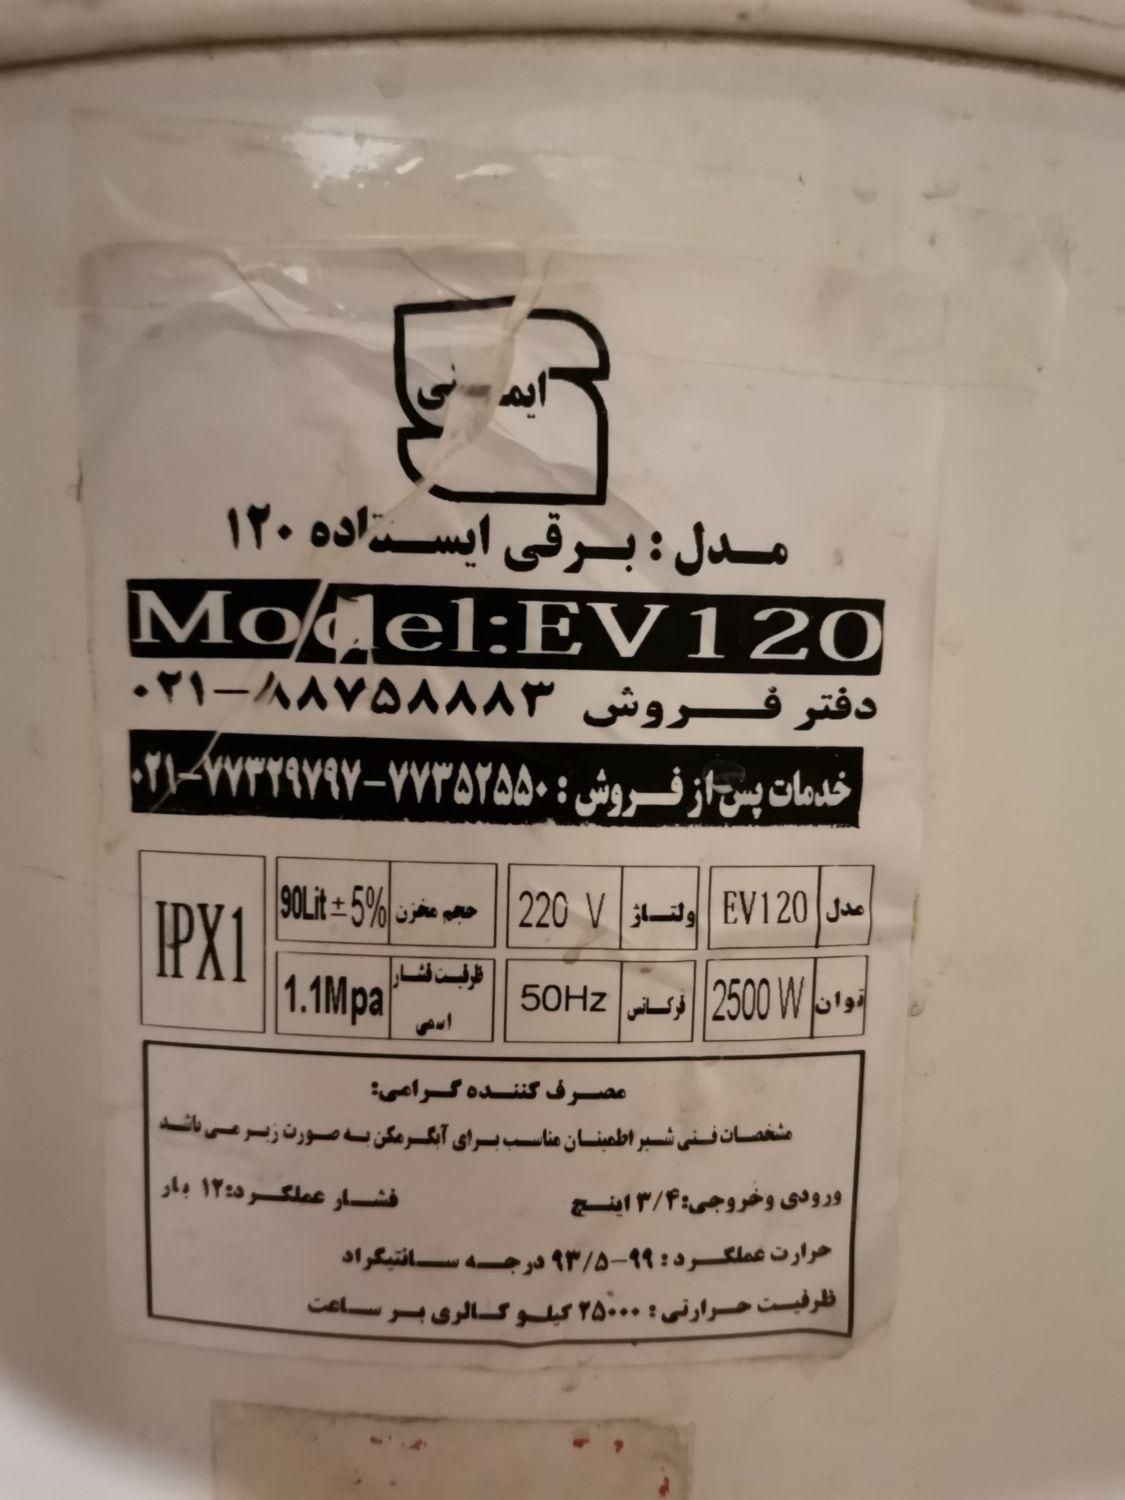 مدل : برقی ایستاده ۱۲۰
Model:EV120
دفتر فروش ۰۲۱-۸۸۷۵۸۸۸۳
خدمات پس از فروش : ۷۷۳۵۲۵۵۰-۷۷۳۲۹۷۹۷-۰۲۱
مدل EV120 ولتاژ 220 V حجم مخزن 90Lit ± 5%
IPX1
توان 2500 W فرکانس 50Hz ظرفیت فشار اسمی 1.1Mpa
مصرف کننده گرامی:
مشخصات فنی شیر اطمینان مناسب برای آبگرمکن به صورت زیر می باشد
ورودی وخروجی:۳/۴ اینچ فشار عملکرد:۱۲ بار
حرارت عملکرد : ۹۹-۹۳/۵ درجه سانتیگراد
ظرفیت حرارتی : ۲۵۰۰۰ کیلو کالری بر ساعت